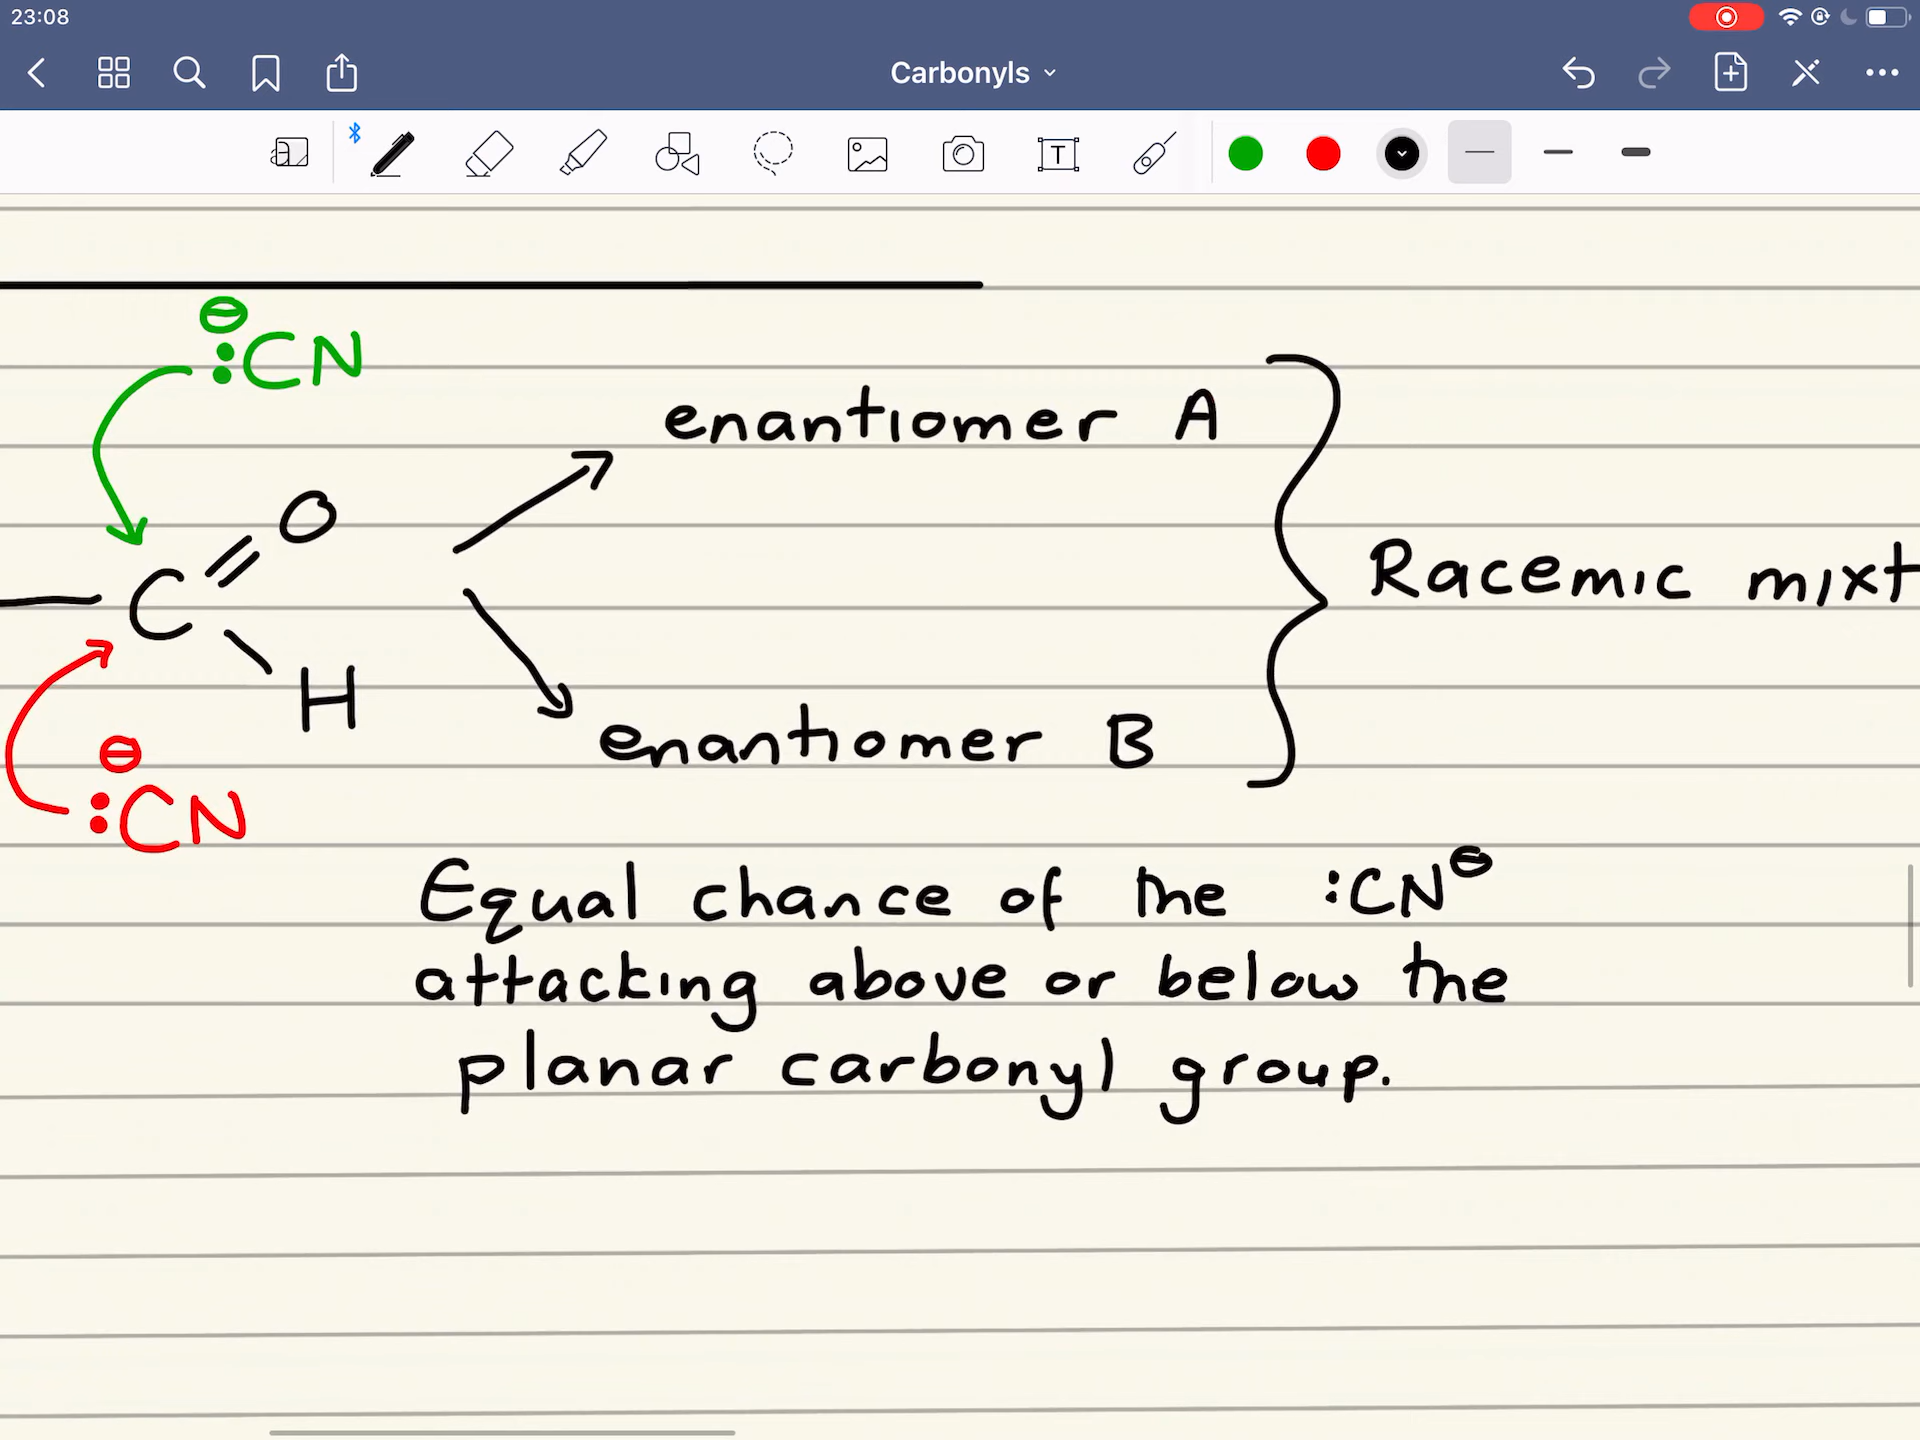 23:08
Carbonyls
⊖
:CN
enantiomer A
O
C
Racemic mixt
H
⊖
enantiomer B
:CN
Equal chance of the :CN⊖
attacking above or below the
planar carbonyl group.